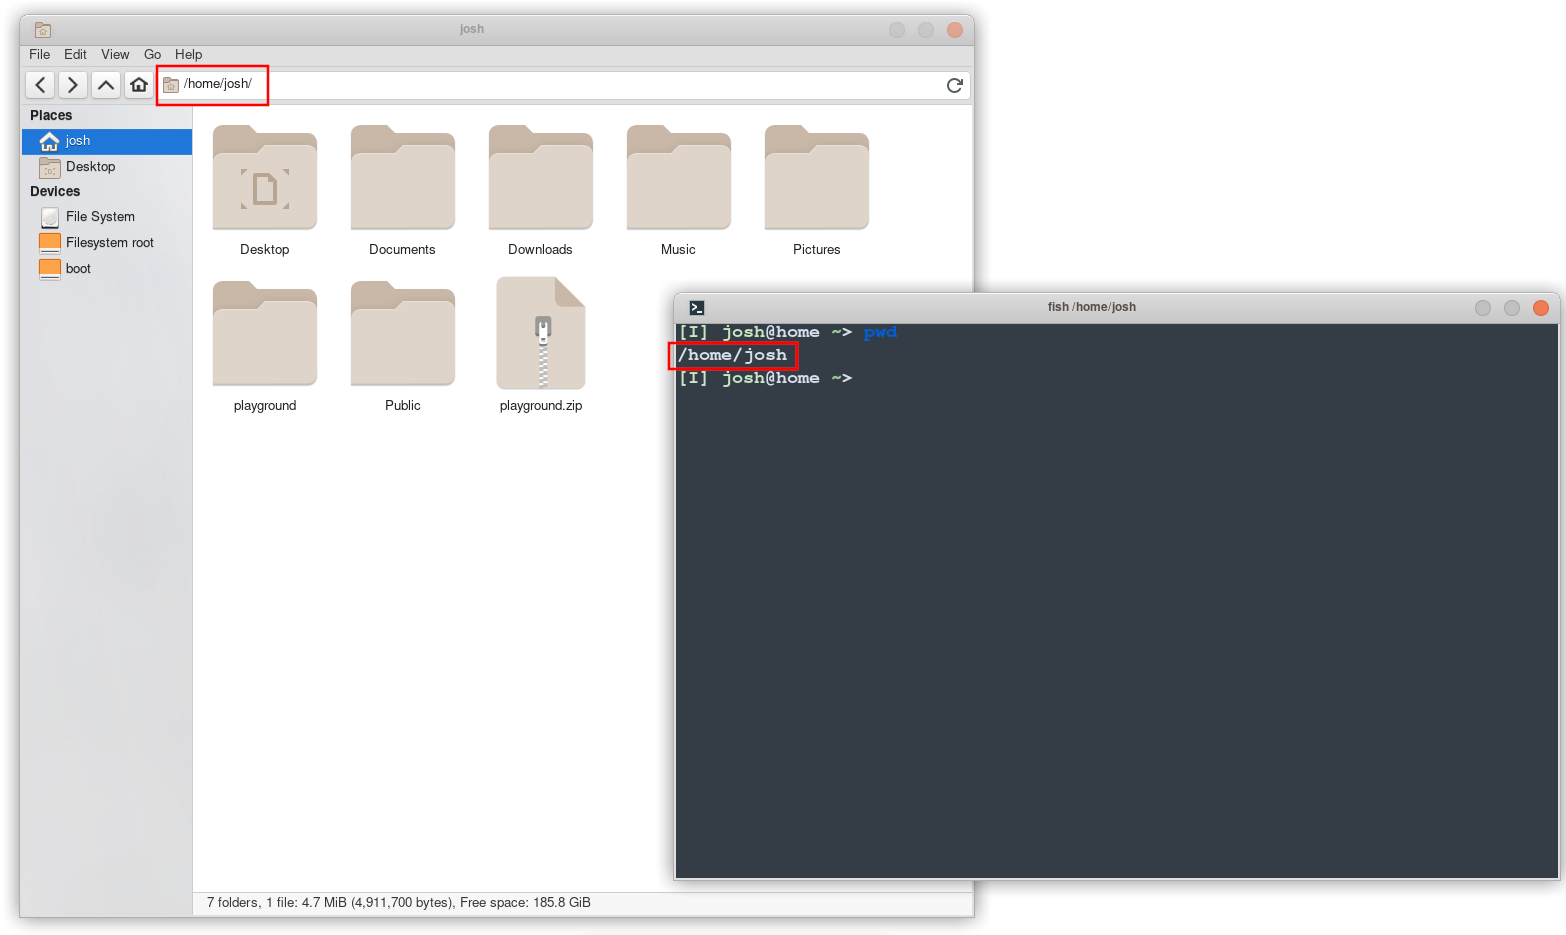 josh
File Edit View Go Help
/home/josh/
Places
josh
Desktop
Devices
File System
Filesystem root
boot
Desktop Documents Downloads Music Pictures
playground Public playground.zip
7 folders, 1 file: 4.7 MiB (4,911,700 bytes), Free space: 185.8 GiB
fish /home/josh
[I] josh@home ~> pwd
/home/josh
[I] josh@home ~>